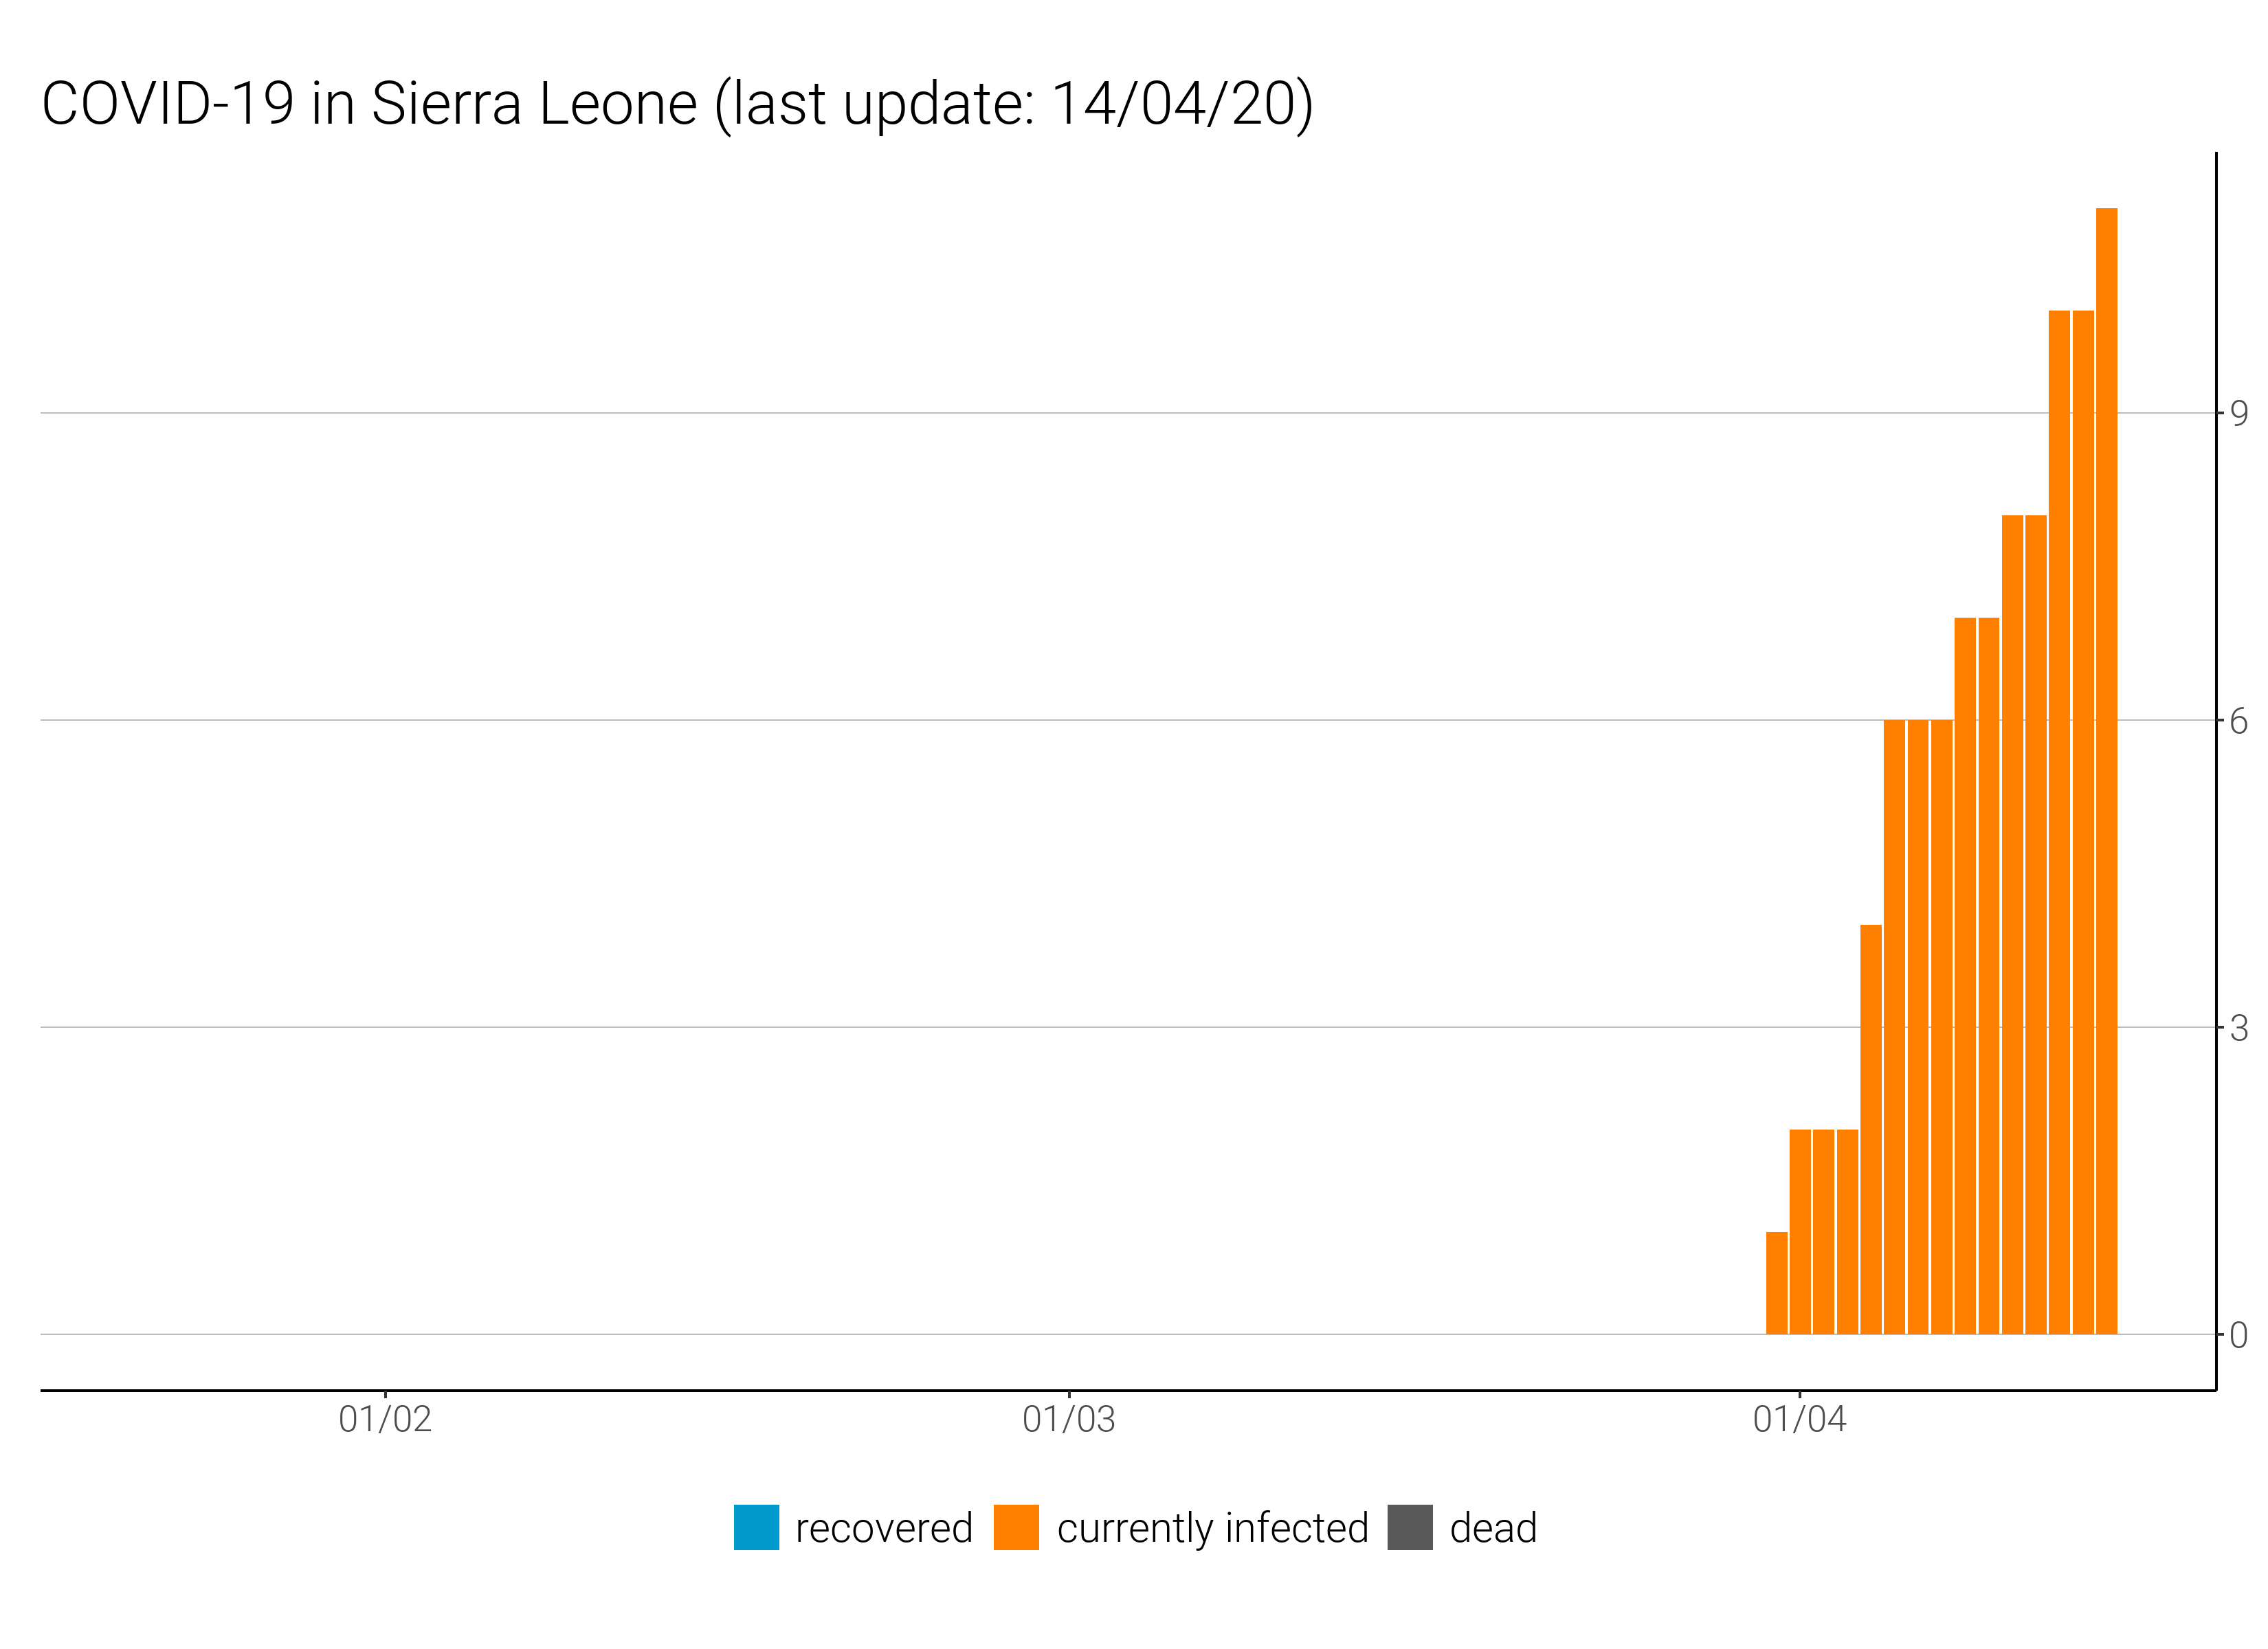 COVID-19 in Sierra Leone (last update: 14/04/20)
9
6
3
0
01/02 01/03 01/04
recovered currently infected dead